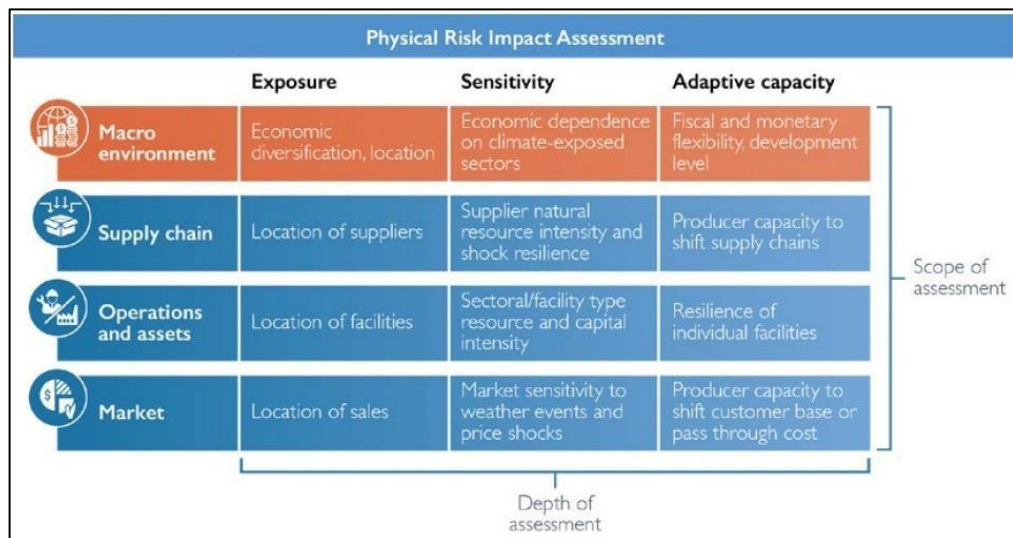 Physical Risk Impact Assessment
Exposure
Sensitivity
Adaptive capacity
Macro
environment
Economic
diversification, location
Economic dependence
on climate-exposed
sectors
Fiscal and monetary
flexibility, development
level
Supply chain
Location of suppliers
Supplier natural
resource intensity and
shock resilience
Producer capacity to
shift supply chains
Operations
and assets
Location of facilities
Sectoral/facility type
resource and capital
intensity
Resilience of
individual facilities
Market
Location of sales
Market sensitivity to
weather events and
price shocks
Producer capacity to
shift customer base or
pass through cost
Scope of
assessment
Depth of
assessment